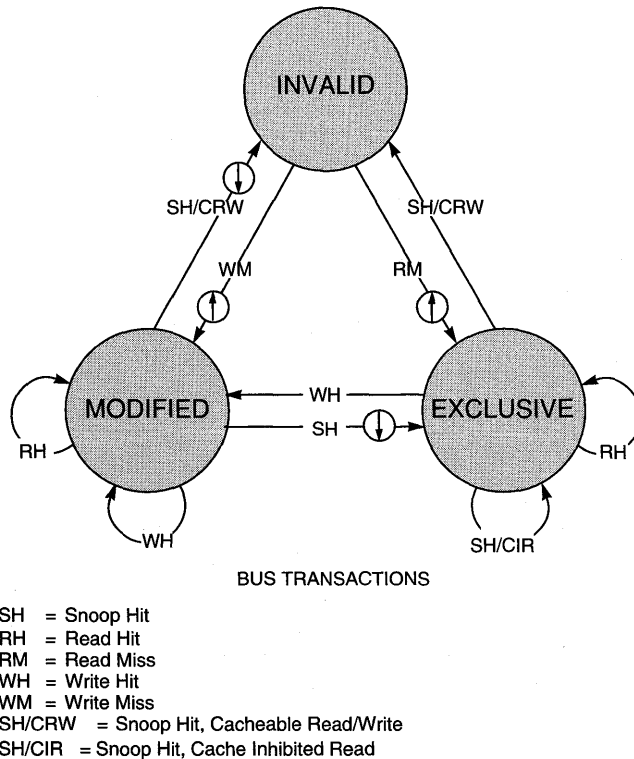 INVALID
SH/CRW
SH/CRW
WM
RM
MODIFIED
WH
EXCLUSIVE
SH
RH
RH
WH
SH/CIR
BUS TRANSACTIONS
SH = Snoop Hit
RH = Read Hit
RM = Read Miss
WH = Write Hit
WM = Write Miss
SH/CRW = Snoop Hit, Cacheable Read/Write
SH/CIR = Snoop Hit, Cache Inhibited Read